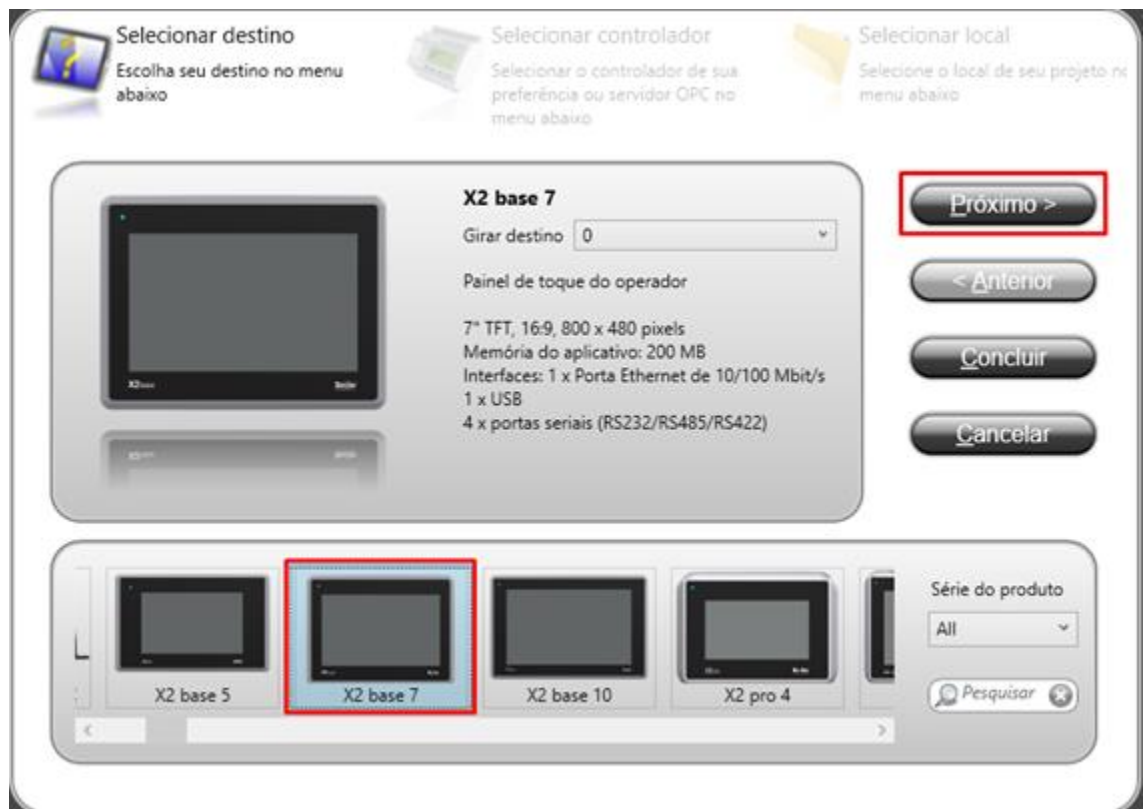 Selecionar destino
Escolha seu destino no menu
abaixo
Selecionar controlador
Selecionar o controlador de sua
preferência ou servidor OPC no
menu abaixo
Selecionar local
Selecione o local de seu projeto no
menu abaixo
X2 base 7
Girar destino 0
Painel de toque do operador
7" TFT, 16:9, 800 x 480 pixels
Memória do aplicativo: 200 MB
Interfaces: 1 x Porta Ethernet de 10/100 Mbit/s
1 x USB
4 x portas seriais (RS232/RS485/RS422)
Próximo >
< Anterior
Concluir
Cancelar
X2 base 5
X2 base 7
X2 base 10
X2 pro 4
Série do produto
All
Pesquisar